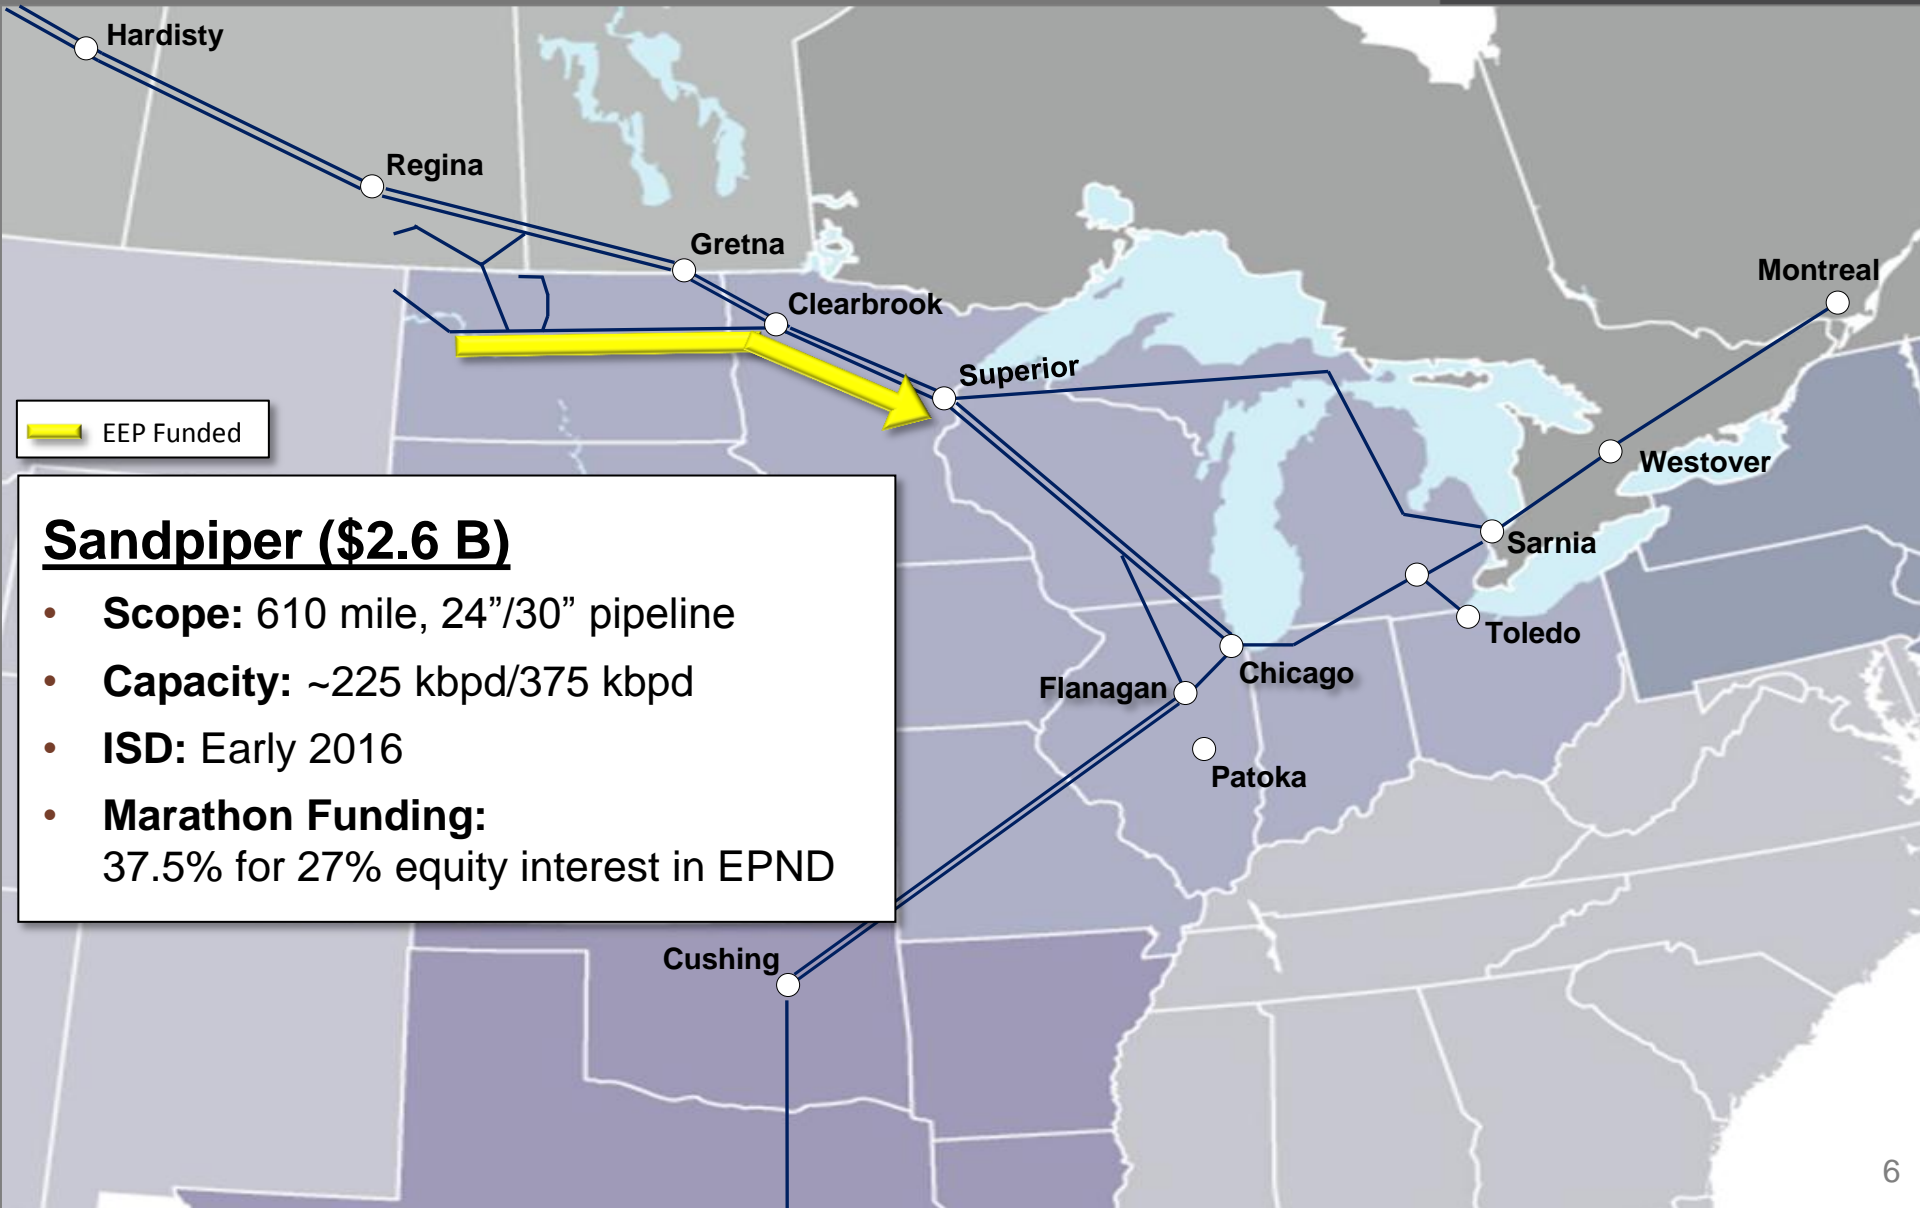 Hardisty
Regina
Gretna
Clearbrook
Superior
Montreal
Westover
Sarnia
Toledo
Chicago
Flanagan
Patoka
Cushing
EEP Funded
Sandpiper ($2.6 B)
• Scope: 610 mile, 24”/30” pipeline
• Capacity: ~225 kbpd/375 kbpd
• ISD: Early 2016
• Marathon Funding:
37.5% for 27% equity interest in EPND
6